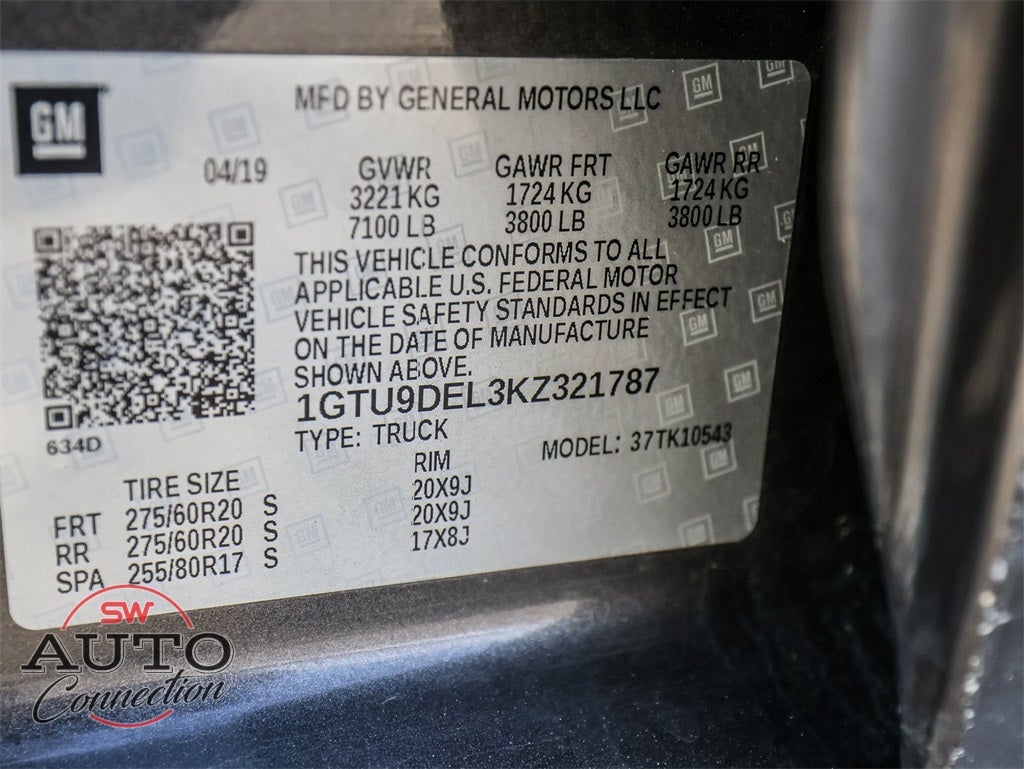 GM
MFD BY GENERAL MOTORS LLC
04/19 GVWR GAWR FRT GAWR RR
3221 KG 1724 KG 1724 KG
7100 LB 3800 LB 3800 LB
THIS VEHICLE CONFORMS TO ALL
APPLICABLE U.S. FEDERAL MOTOR
VEHICLE SAFETY STANDARDS IN EFFECT
ON THE DATE OF MANUFACTURE
SHOWN ABOVE.
1GTU9DEL3KZ321787
TYPE: TRUCK MODEL: 37TK10543
634D
TIRE SIZE RIM
FRT 275/60R20 S 20X9J
RR 275/60R20 S 20X9J
SPA 255/80R17 S 17X8J
SW
AUTO
Connection